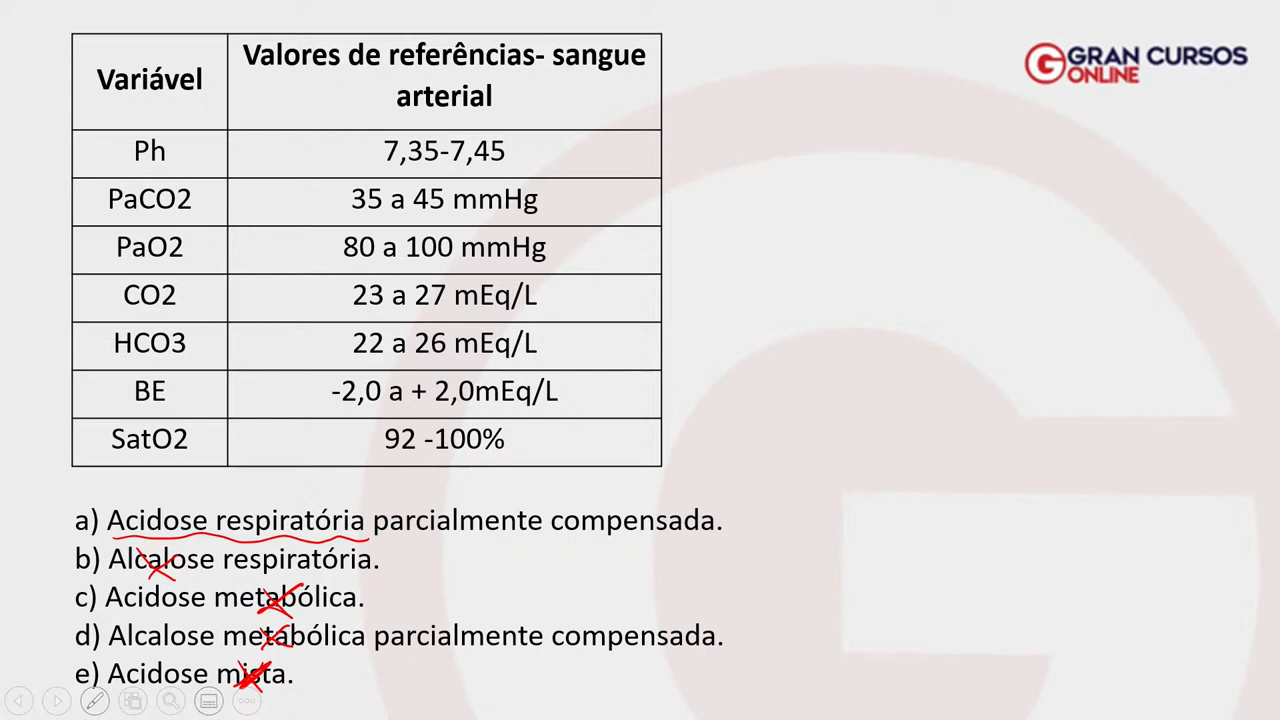 GRAN CURSOS
ONLINE
Variável
Valores de referências- sangue
arterial
Ph
7,35-7,45
PaCO2
35 a 45 mmHg
PaO2
80 a 100 mmHg
CO2
23 a 27 mEq/L
HCO3
22 a 26 mEq/L
BE
-2,0 a + 2,0mEq/L
SatO2
92 -100%
a) Acidose respiratória parcialmente compensada.
b) Alcalose respiratória.
c) Acidose metabólica.
d) Alcalose metabólica parcialmente compensada.
e) Acidose mista.